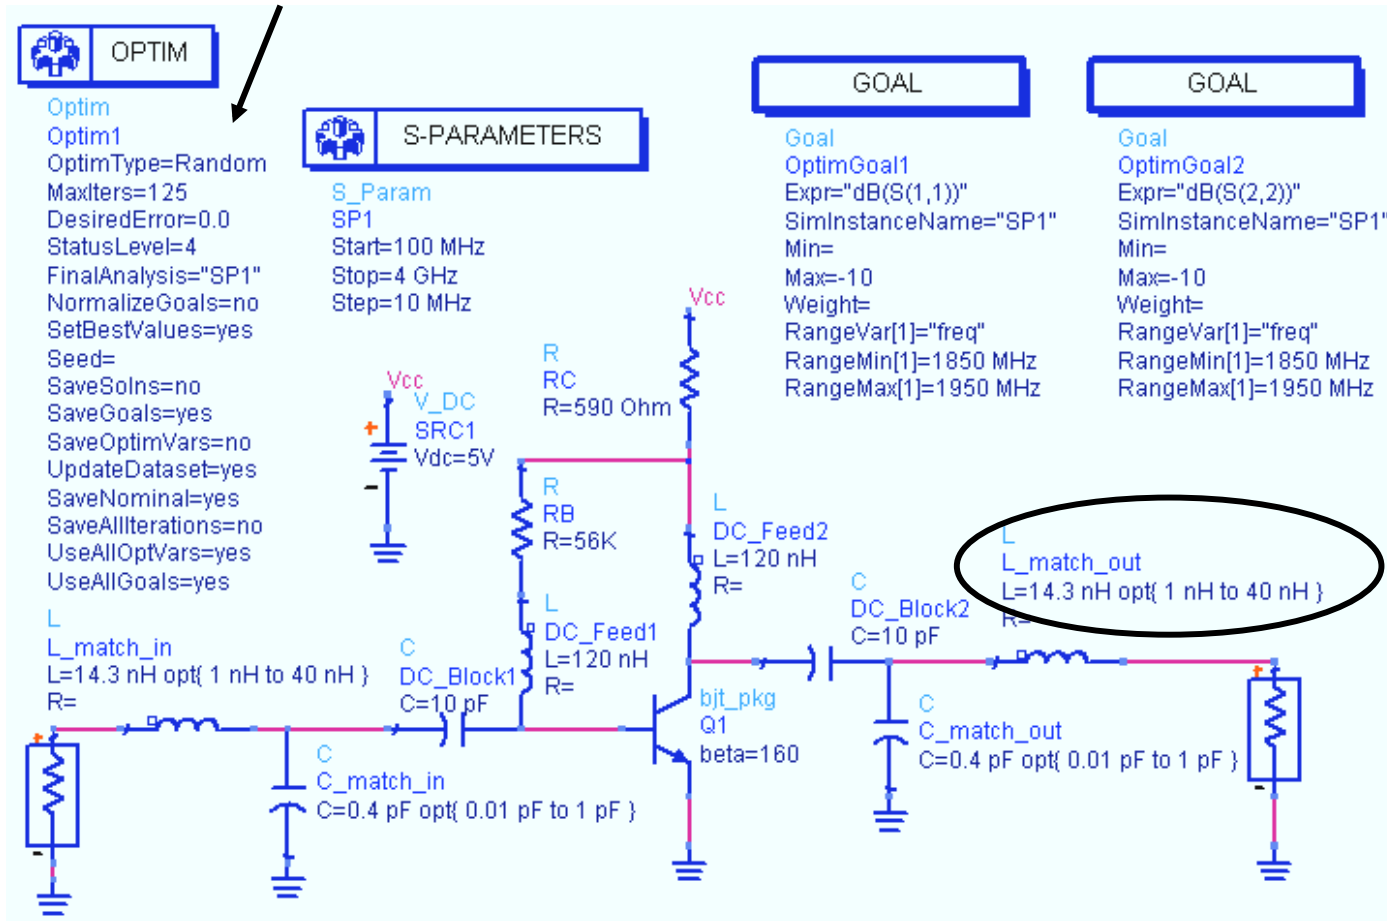 OPTIM
Optim
Optim1
OptimType=Random
MaxIters=125
DesiredError=0.0
StatusLevel=4
FinalAnalysis="SP1"
NormalizeGoals=no
SetBestValues=yes
Seed=
SaveSolns=no
SaveGoals=yes
SaveOptimVars=no
UpdateDataset=yes
SaveNominal=yes
SaveAllIterations=no
UseAllOptVars=yes
UseAllGoals=yes
S-PARAMETERS
S_Param
SP1
Start=100 MHz
Stop=4 GHz
Step=10 MHz
GOAL
Goal
OptimGoal1
Expr="dB(S(1,1))"
SimInstanceName="SP1"
Min=
Max=-10
Weight=
RangeVar[1]="freq"
RangeMin[1]=1850 MHz
RangeMax[1]=1950 MHz
GOAL
Goal
OptimGoal2
Expr="dB(S(2,2))"
SimInstanceName="SP1"
Min=
Max=-10
Weight=
RangeVar[1]="freq"
RangeMin[1]=1850 MHz
RangeMax[1]=1950 MHz
Vcc
+
V_DC
SRC1
Vdc=5V
-
Vcc
R
RC
R=590 Ohm
R
RB
R=56K
L
DC_Feed2
L=120 nH
R=
L
DC_Feed1
L=120 nH
R=
L
L_match_in
L=14.3 nH opt{ 1 nH to 40 nH }
R=
C
DC_Block1
C=10 pF
C
C_match_in
C=0.4 pF opt{ 0.01 pF to 1 pF }
bjt_pkg
Q1
beta=160
C
DC_Block2
C=10 pF
L
L_match_out
L=14.3 nH opt{ 1 nH to 40 nH }
R=
C
C_match_out
C=0.4 pF opt{ 0.01 pF to 1 pF }
+
-
+
-